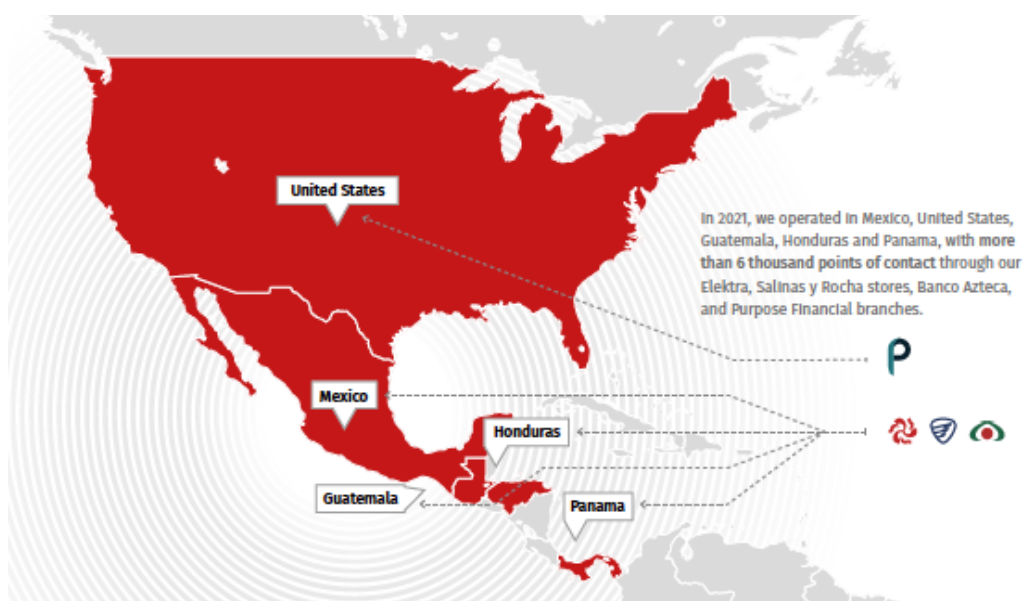 United States
In 2021, we operated in Mexico, United States,
Guatemala, Honduras and Panama, with more
than 6 thousand points of contact through our
Elektra, Salinas y Rocha stores, Banco Azteca,
and Purpose Financial branches.
Mexico
Honduras
Guatemala
Panama